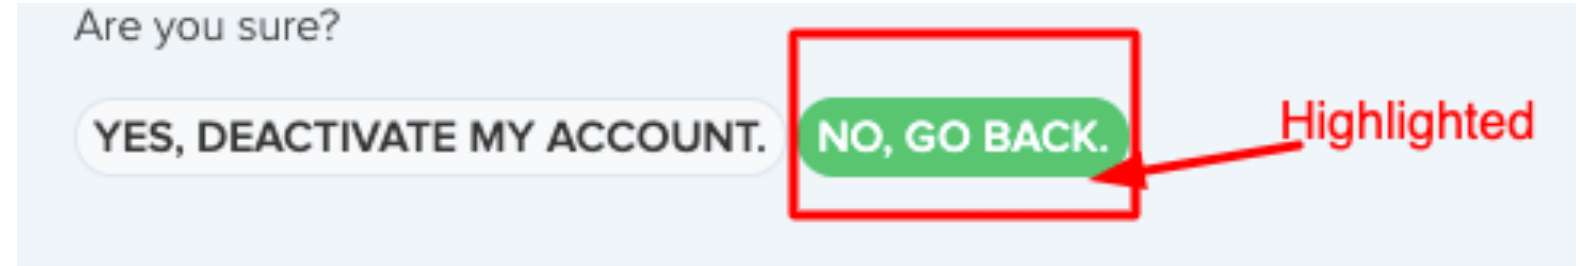 Are you sure?
YES, DEACTIVATE MY ACCOUNT. NO, GO BACK. Highlighted